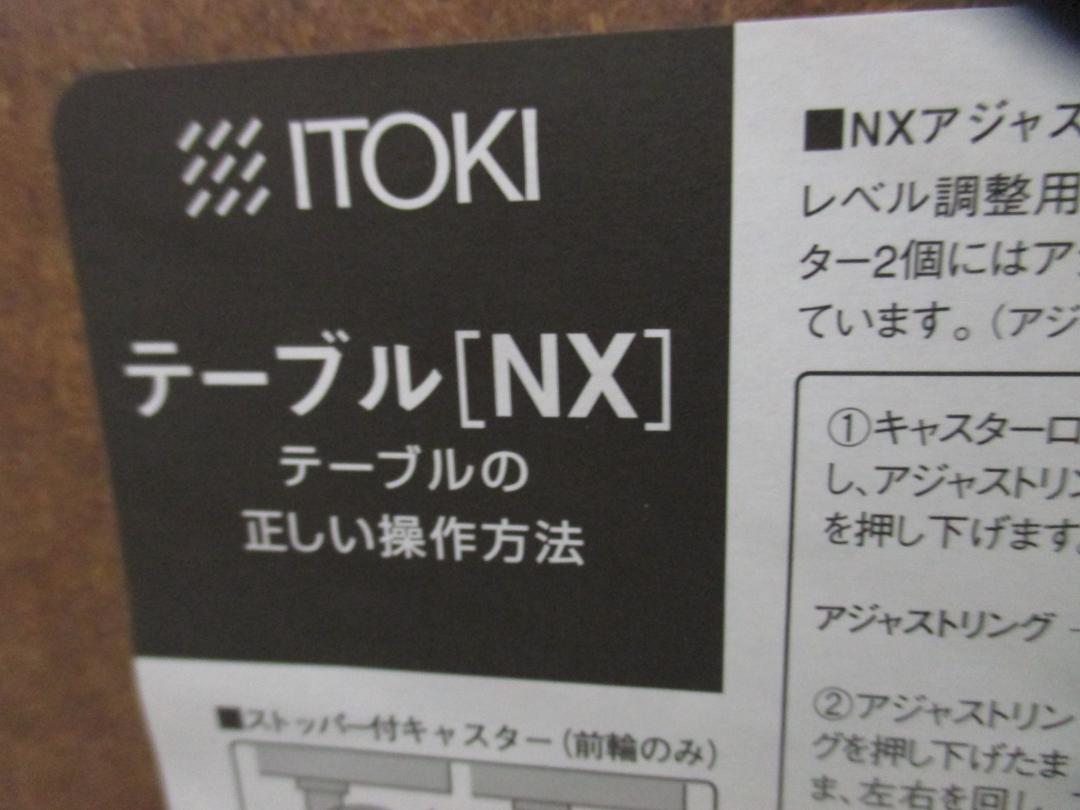 ITOKI
テーブル[NX]
テーブルの
正しい操作方法
■ストッパー付キャスター(前輪のみ)
■NXアジャス
レベル調整用
ター2個にはア
ています。(アジ
①キャスターロ
し、アジャストリン
を押し下げます。
アジャストリング
②アジャストリン
グを押し下げたま
ま、左右を回し